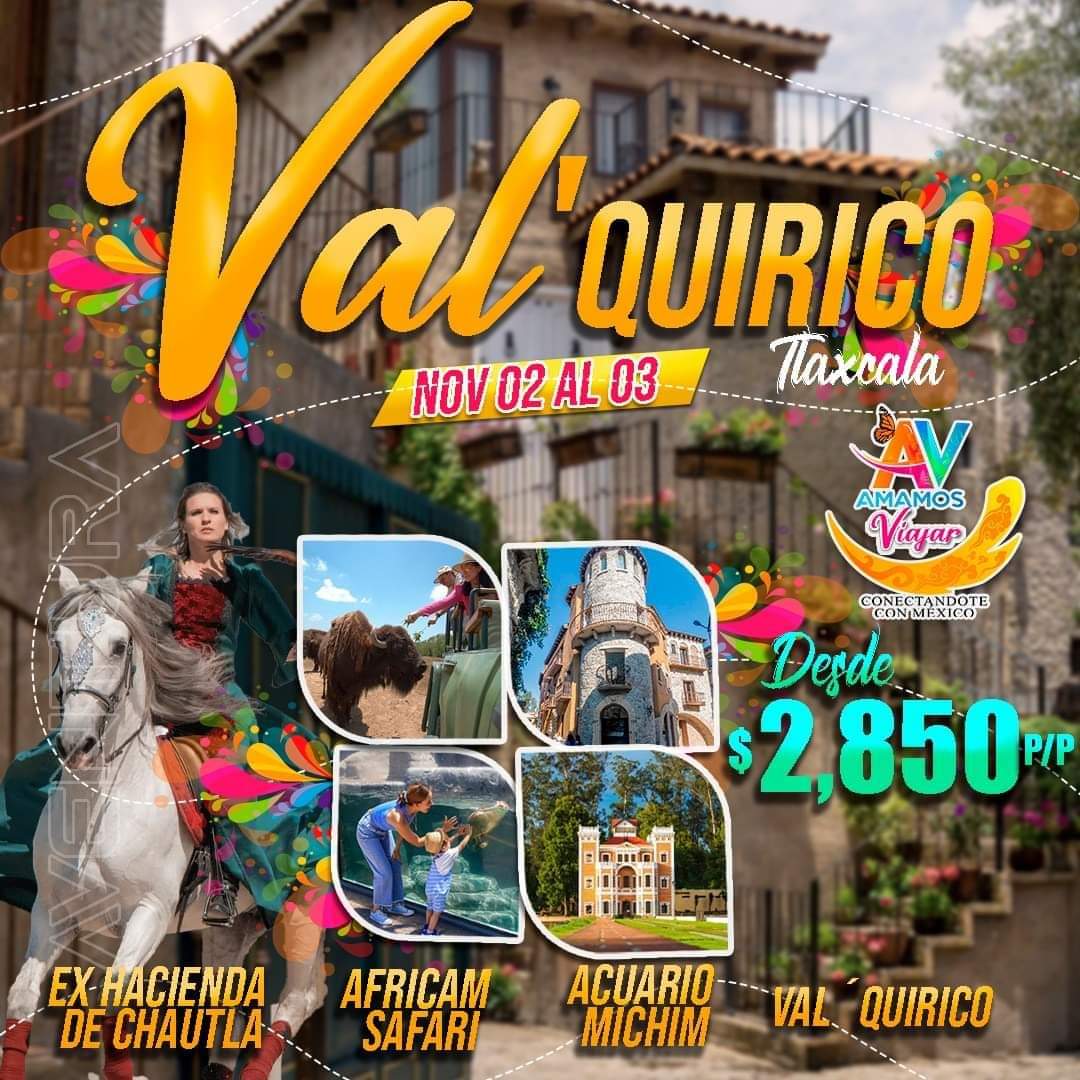 Val'QUIRICO
Tlaxcala
NOV 02 AL 03
AV
AMAMOS
Viajar
CONECTANDOTE
CON MÉXICO
Desde
$2,850 P/P
EX HACIENDA
DE CHAUTLA
AFRICAM
SAFARI
ACUARIO
MICHIM
VAL ´QUIRICO